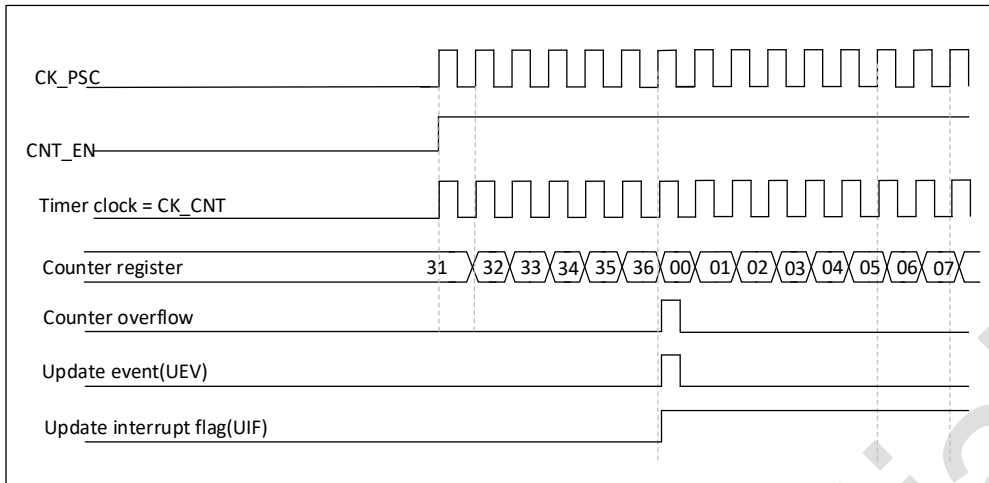 CK_PSC
CNT_EN
Timer clock = CK_CNT
Counter register 31 32 33 34 35 36 00 01 02 03 04 05 06 07
Counter overflow
Update event(UEV)
Update interrupt flag(UIF)